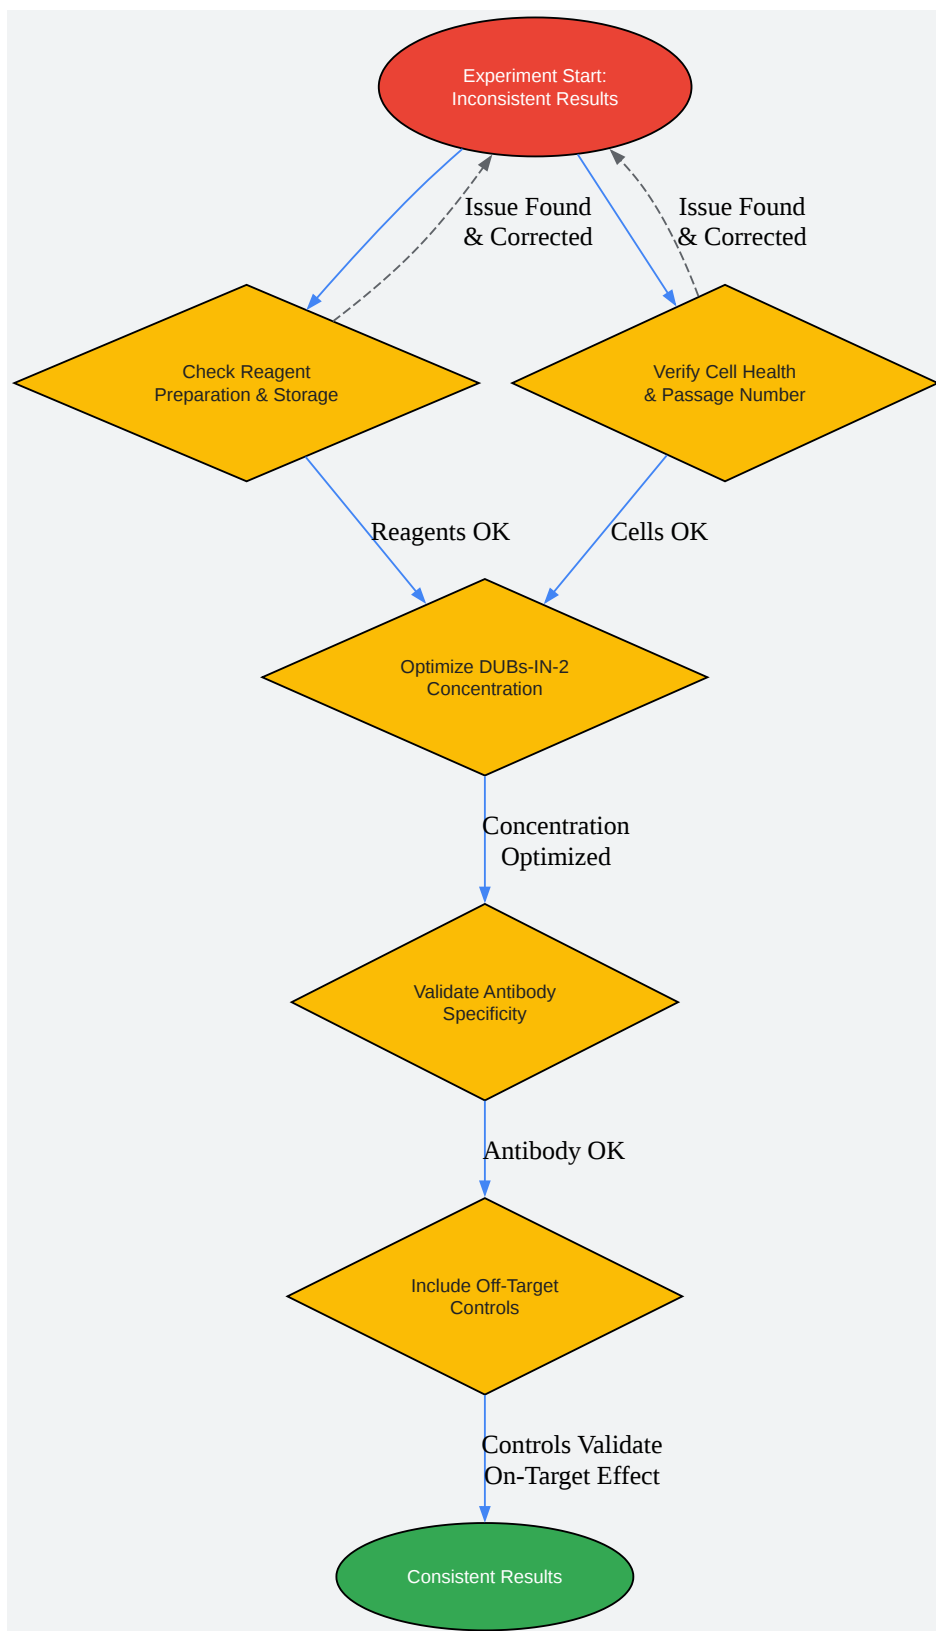 Experiment Start:
Inconsistent Results
Issue Found
& Corrected
Issue Found
& Corrected
Check Reagent
Preparation & Storage
Verify Cell Health
& Passage Number
Reagents OK
Cells OK
Optimize DUBs-IN-2
Concentration
Concentration
Optimized
Validate Antibody
Specificity
Antibody OK
Include Off-Target
Controls
Controls Validate
On-Target Effect
Consistent Results